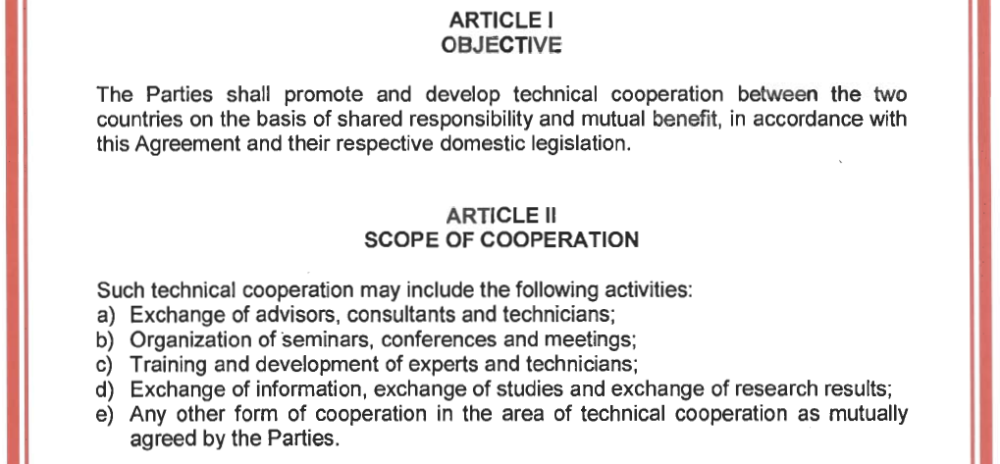 ARTICLE I
OBJECTIVE
The Parties shall promote and develop technical cooperation between the two
countries on the basis of shared responsibility and mutual benefit, in accordance with
this Agreement and their respective domestic legislation.
ARTICLE II
SCOPE OF COOPERATION
Such technical cooperation may include the following activities:
a) Exchange of advisors, consultants and technicians;
b) Organization of seminars, conferences and meetings;
c) Training and development of experts and technicians;
d) Exchange of information, exchange of studies and exchange of research results;
e) Any other form of cooperation in the area of technical cooperation as mutually
agreed by the Parties.